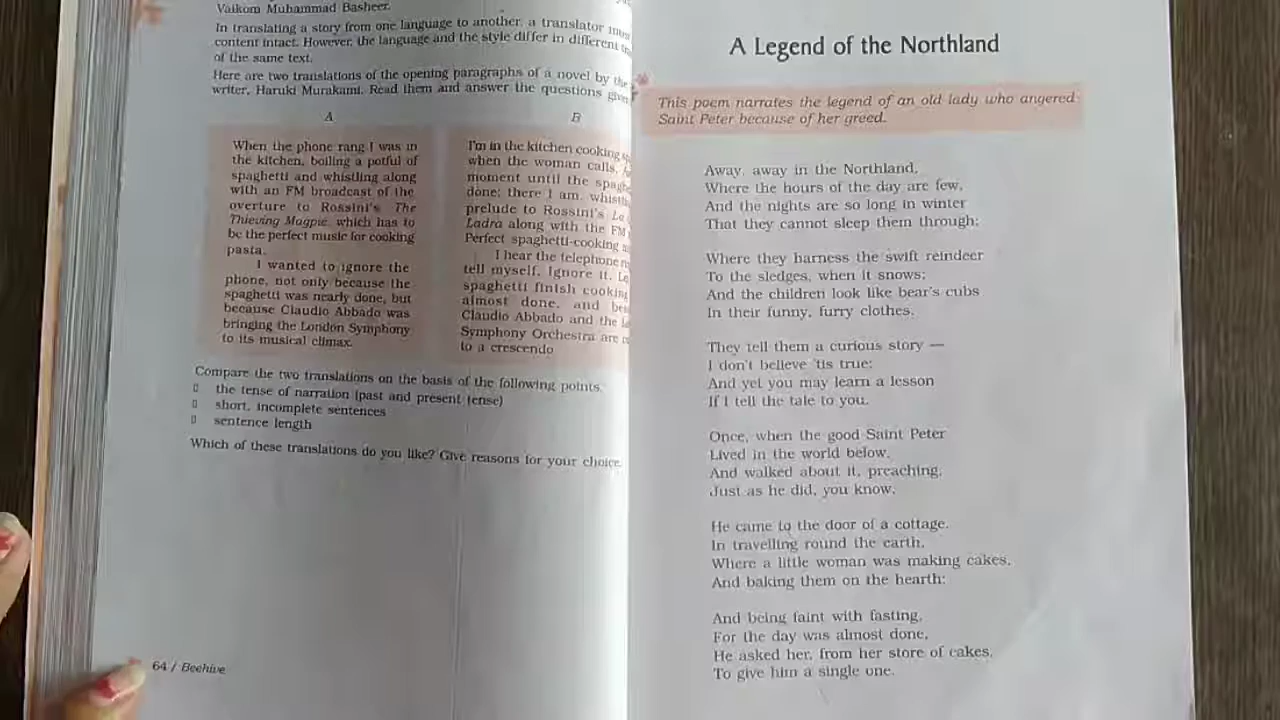 Vaikom Muhammad Basheer.
In translating a story from one language to another, a translator must
content intact. However, the language and the style differ in different
of the same text.
Here are two translations of the opening paragraphs of a novel by the
writer, Haruki Murakami. Read them and answer the questions given
A
When the phone rang I was in
the kitchen, boiling a potful of
spaghetti and whistling along
with an FM broadcast of the
overture to Rossini's The
Thieving Magpie, which has to
be the perfect music for cooking
pasta.
I wanted to ignore the
phone, not only because the
spaghetti was nearly done, but
because Claudio Abbado was
bringing the London Symphony
to its musical climax.
B
I'm in the kitchen cooking
when the woman calls.
moment until the
done; there I am, whistling
prelude to Rossini's La
Ladra along with the FM
Perfect spaghetti-cooking
I hear the telephone
tell myself, Ignore it.
spaghetti finish cooking
almost done, and
Claudio Abbado and the
Symphony Orchestra are
to a crescendo
Compare the two translations on the basis of the following points.
the tense of narration (past and present tense)
short, incomplete sentences
sentence length
Which of these translations do you like? Give reasons for your choice.
64 / Beehive
A Legend of the Northland
This poem narrates the legend of an old lady who angered
Saint Peter because of her greed.
Away, away in the Northland,
Where the hours of the day are few,
And the nights are so long in winter
That they cannot sleep them through;
Where they harness the swift reindeer
To the sledges, when it snows;
And the children look like bear's cubs
In their funny, furry clothes.
They tell them a curious story —
I don't believe 'tis true;
And yet you may learn a lesson
If I tell the tale to you.
Once, when the good Saint Peter
Lived in the world below,
And walked about it, preaching,
Just as he did, you know,
He came to the door of a cottage,
In travelling round the earth,
Where a little woman was making cakes,
And baking them on the hearth;
And being faint with fasting,
For the day was almost done,
He asked her, from her store of cakes,
To give him a single one.